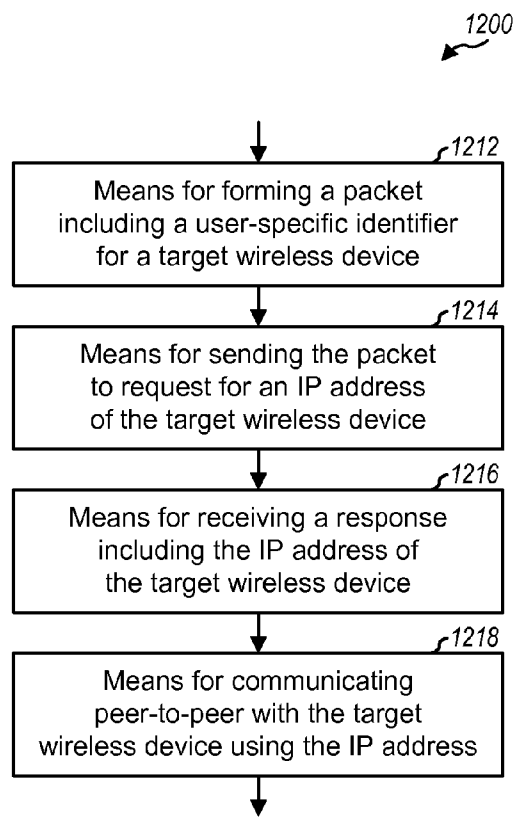 1200
1212
Means for forming a packet
including a user-specific identifier
for a target wireless device
1214
Means for sending the packet
to request for an IP address
of the target wireless device
1216
Means for receiving a response
including the IP address of
the target wireless device
1218
Means for communicating
peer-to-peer with the target
wireless device using the IP address